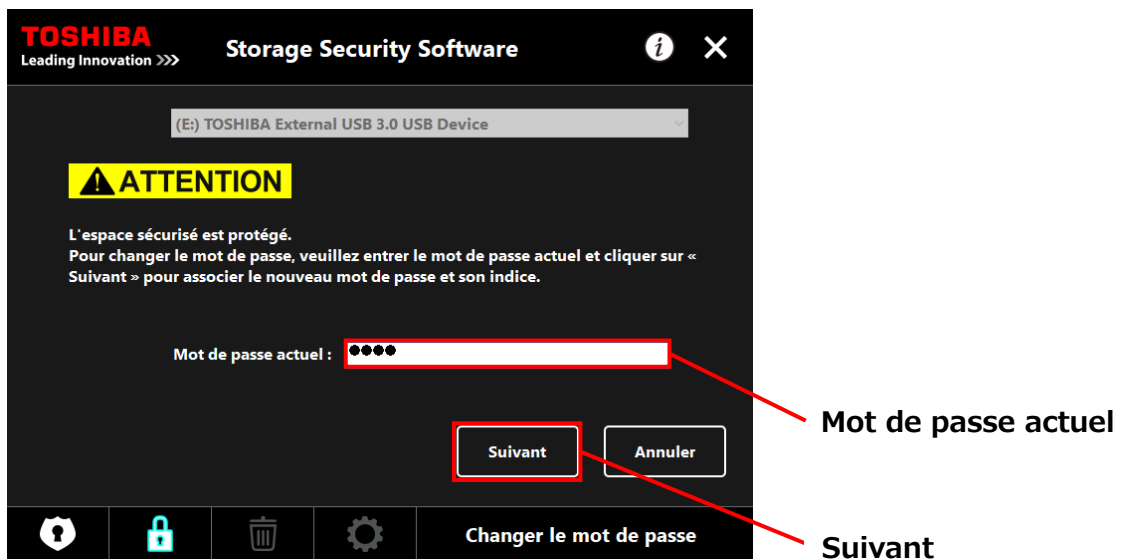 TOSHIBA
Leading Innovation >>>
Storage Security Software
(E:) TOSHIBA External USB 3.0 USB Device
ATTENTION
L'espace sécurisé est protégé.
Pour changer le mot de passe, veuillez entrer le mot de passe actuel et cliquer sur «
Suivant » pour associer le nouveau mot de passe et son indice.
Mot de passe actuel :
●●●●
Mot de passe actuel
Suivant
Annuler
Changer le mot de passe
Suivant